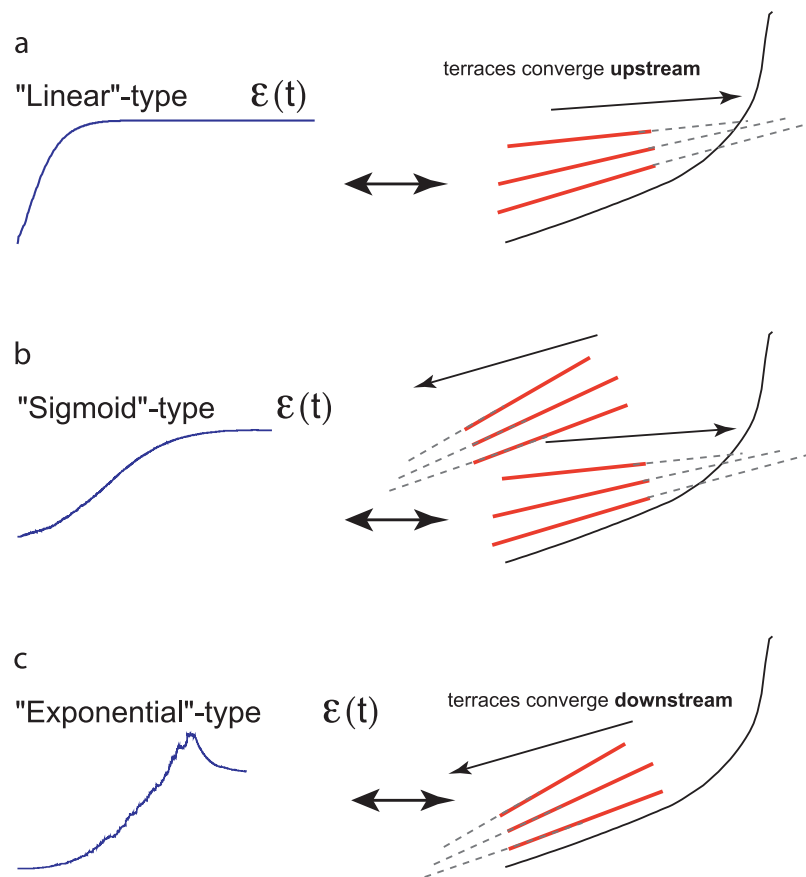 a
"Linear"-type ε(t)
terraces converge upstream
b
"Sigmoid"-type ε(t)
c
"Exponential"-type ε(t)
terraces converge downstream